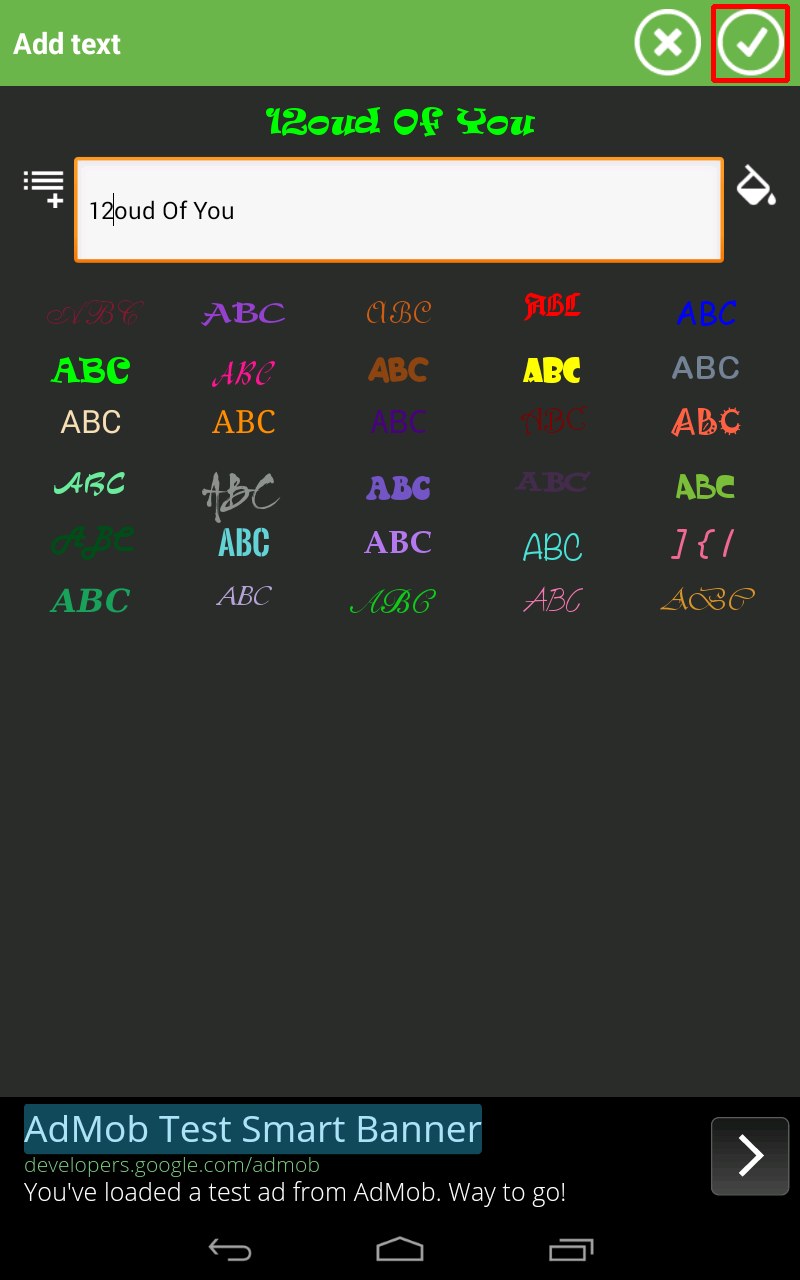 Add text
12oud Of You
12oud Of You
ABC ABC ABC ABC ABC
ABC ABC ABC ABC ABC
ABC ABC ABC ABC ABC
ABC ABC ABC ABC ABC
ABC ABC ABC ABC ] { /
ABC ABC ABC ABC ABC
AdMob Test Smart Banner
developers.google.com/admob
You've loaded a test ad from AdMob. Way to go!